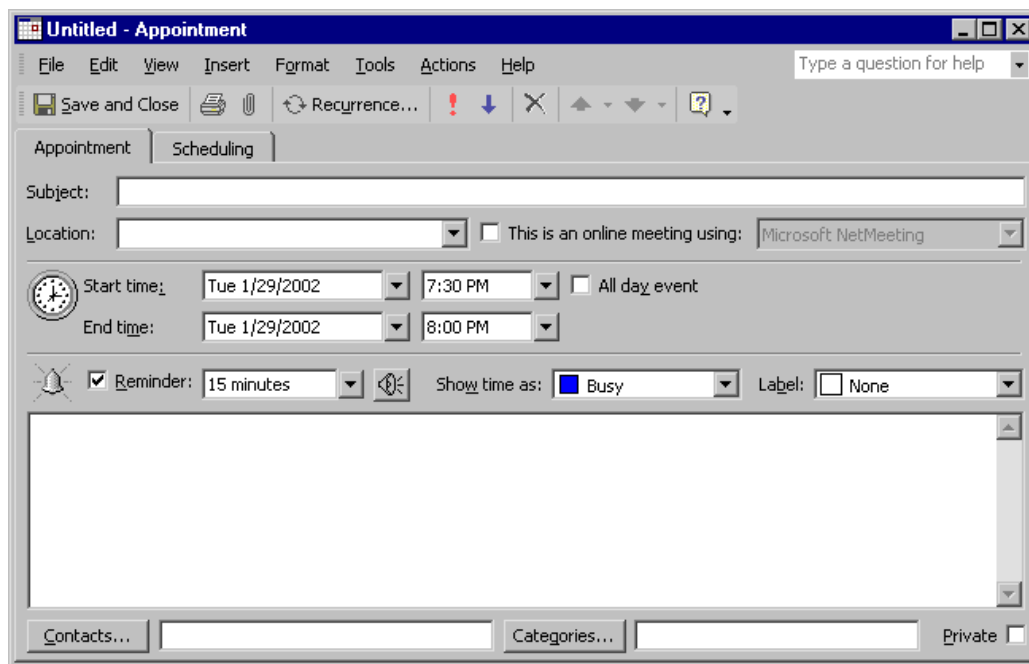 Untitled - Appointment
File Edit View Insert Format Tools Actions Help Type a question for help
Save and Close Recurrence...
Appointment Scheduling
Subject:
Location: This is an online meeting using: Microsoft NetMeeting
Start time: Tue 1/29/2002 7:30 PM All day event
End time: Tue 1/29/2002 8:00 PM
Reminder: 15 minutes Show time as: Busy Label: None
Contacts... Categories... Private